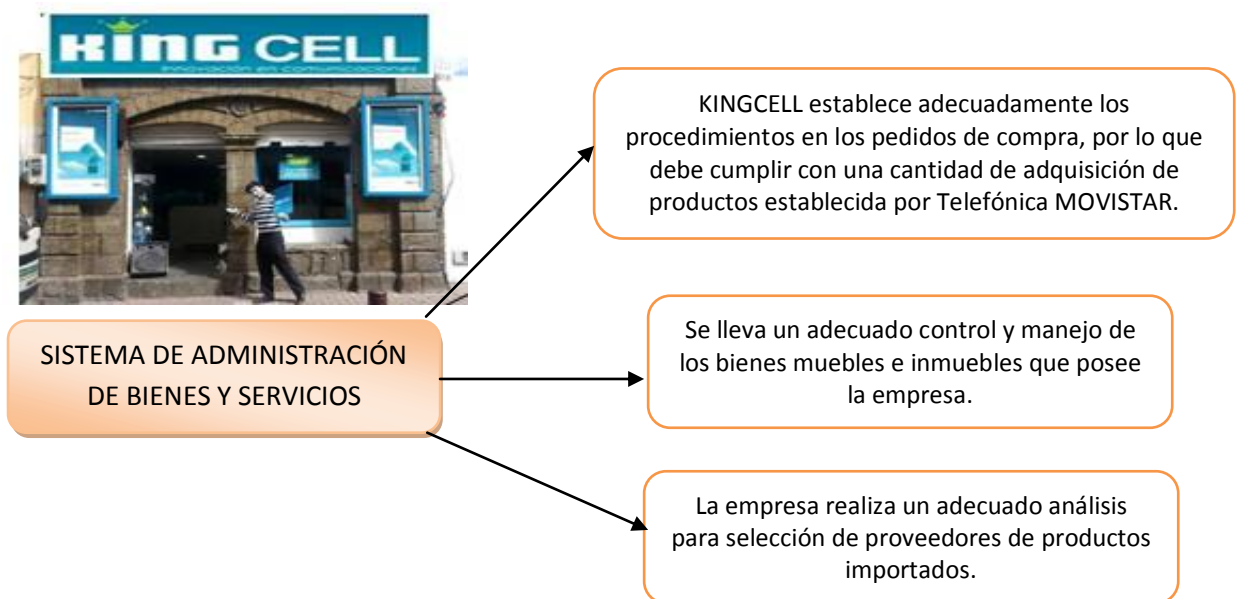 KING CELL
innovación en comunicaciones
KINGCELL establece adecuadamente los
procedimientos en los pedidos de compra, por lo que
debe cumplir con una cantidad de adquisición de
productos establecida por Telefónica MOVISTAR.
SISTEMA DE ADMINISTRACIÓN
DE BIENES Y SERVICIOS
Se lleva un adecuado control y manejo de
los bienes muebles e inmuebles que posee
la empresa.
La empresa realiza un adecuado análisis
para selección de proveedores de productos
importados.